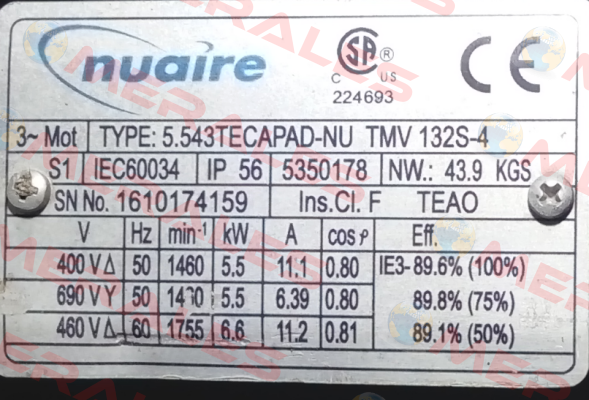 nuaire
SA ®
C US
224693
CE
3~ Mot TYPE: 5.543TECAPAD-NU TMV 132S-4
S1 IEC60034 IP 56 5350178 NW.: 43.9 KGS
SN No. 1610174159 Ins.Cl. F TEAO
V Hz min-1 kW A cos ρ Eff.
400 V Δ 50 1460 5.5 11.1 0.80 IE3- 89.6% (100%)
690 V Y 50 5.5 6.39 0.80 89.8% (75%)
460 V Δ 60 1755 6.6 11.2 0.81 89.1% (50%)
MERALES